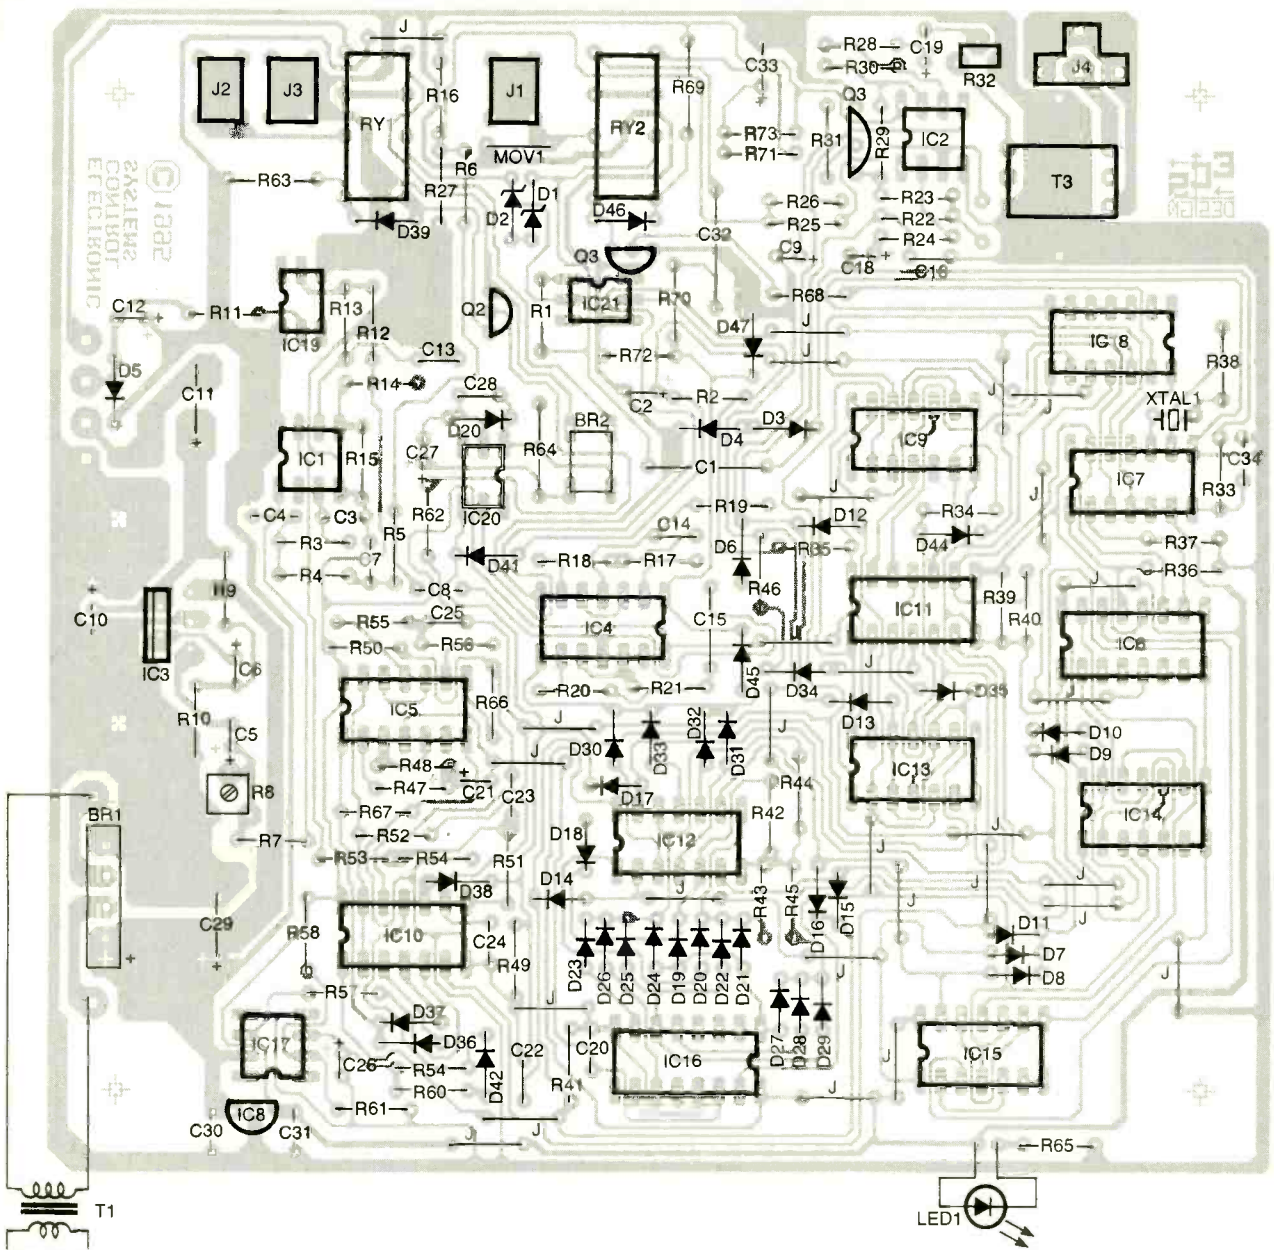 J
R28
C19
R30
R32
J4
C33
R69
R16
J2
J3
J1
RY1
RY2
Q3
R73
R71
R31
R29
IC2
MOV1
R6
R63
R27
D1
D2
D46
D39
R26
R25
R23
R22
R24
T3
DESIGN
© 1995
SYSTEMS
CONTROL
ELECTRONIC
C32
C9
C18
C16
Q3
R68
C12
R11
R13
R12
IC19
Q2
R1
IC21
R70
D47
J
J
IC 8
R38
R72
C13
D5
C11
R14
C28
C2
R2
J
J
XTAL1
D20
BR2
D4
D3
IC9
IC1
R15
C27
R64
C1
IC7
C34
R33
IC20
R62
R19
J
J
C4
C3
R5
C14
D12
R34
D44
R3
C7
D41
R18
R17
D6
R35
R37
R4
C8
R46
R36
R39
R40
J
C10
IC3
R55
C25
IC4
C15
IC11
IC6
R50
R56
J
C6
R66
R20
R21
D45
D34
J
D35
R10
C5
IC5
D13
J
J
D30
D33
D32
D31
J
D10
D9
R48
R47
C21
J
C23
D17
R44
R42
IC13
IC14
R8
BR1
R67
R52
D18
IC12
J
J
R7
R53
R54
R51
J
J
D38
D14
J
R43
R45
D16
D15
J
J
C29
R58
IC10
C24
R49
D23
D26
D25
D24
D19
D20
D22
D21
J
D11
D7
D8
J
R57
J
D37
D36
D27
D28
D29
IC17
C26
R54
R60
D42
C22
R41
C20
IC16
J
IC15
IC8
R61
J
C30
C31
J
R65
T1
LED1